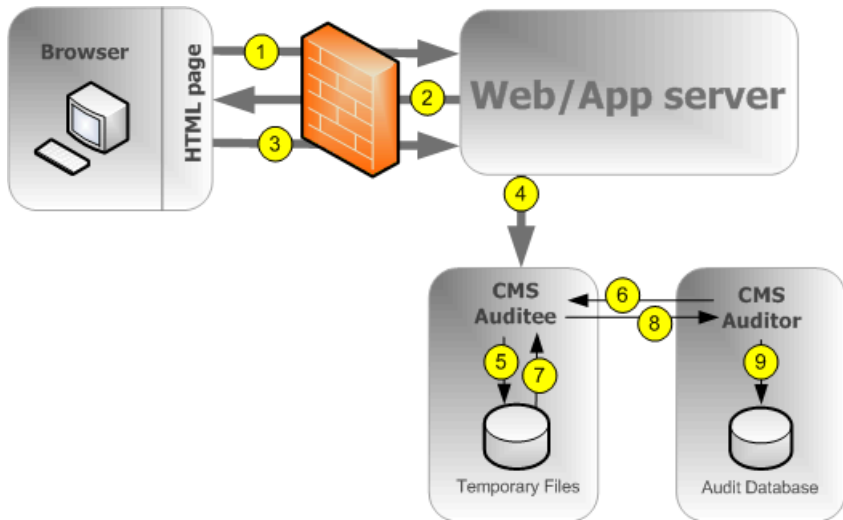 Browser
HTML page
1
2
3
Web/App server
4
CMS
Auditee
6
8
CMS
Auditor
5
7
9
Temporary Files
Audit Database